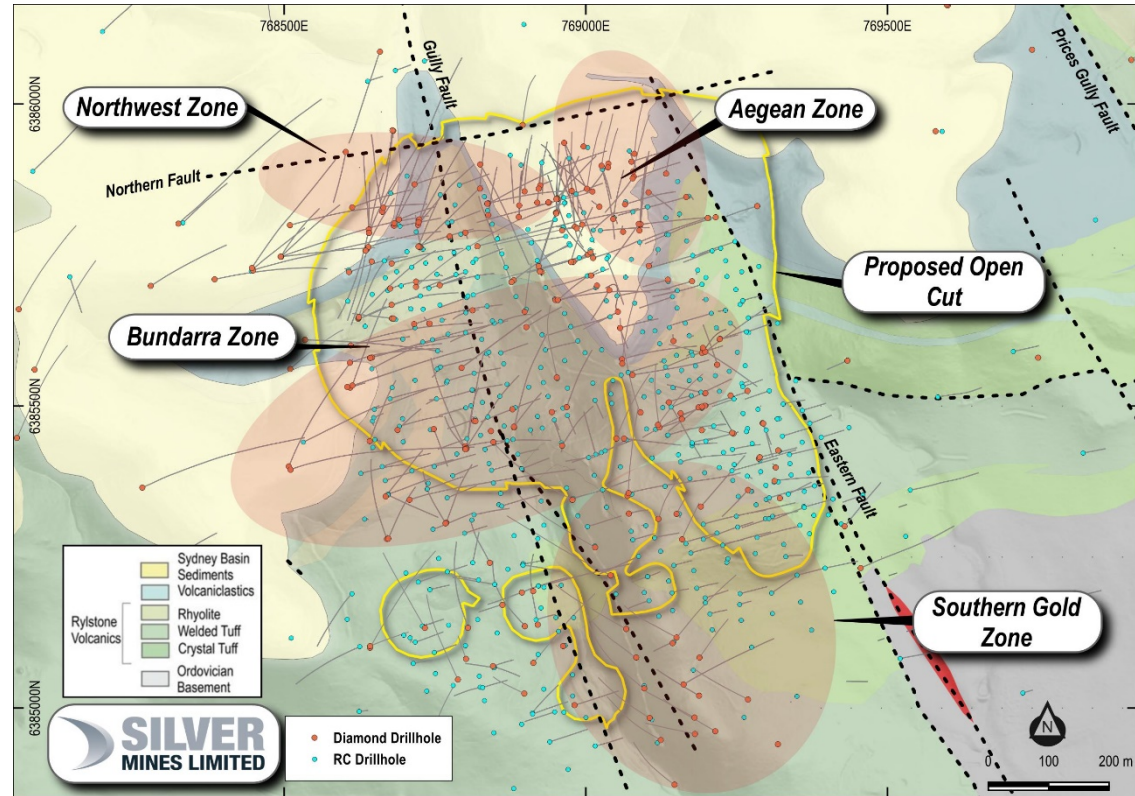 768500E
769000E
769500E
6386000N
6385500N
6385000N
Gully Fault
Prices Gully Fault
Northwest Zone
Aegean Zone
Northern Fault
Proposed Open
Cut
Bundarra Zone
Eastern Fault
Southern Gold
Zone
Sydney Basin
Sediments
Volcaniclastics
Rylstone
Volcanics
Rhyolite
Welded Tuff
Crystal Tuff
Ordovician
Basement
SILVER
MINES LIMITED
Diamond Drillhole
RC Drillhole
N
0 100 200 m